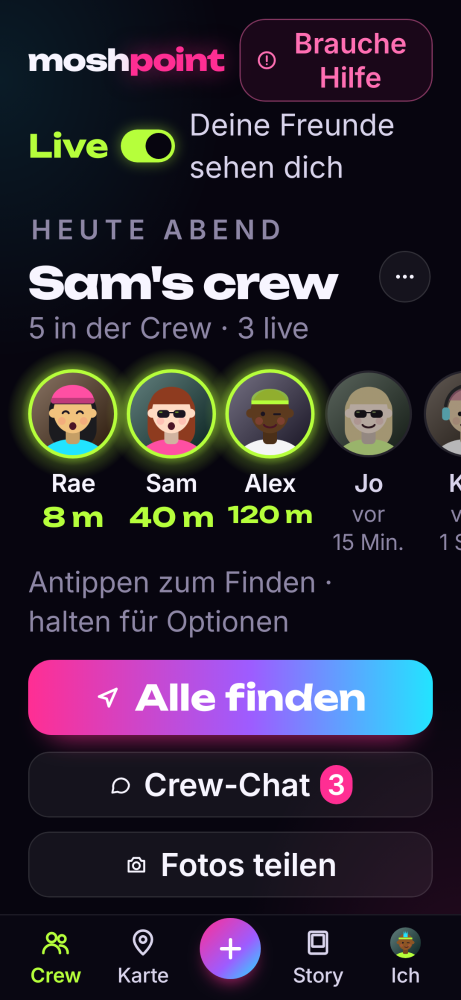 moshpoint
Brauche
Hilfe
Live
Deine Freunde
sehen dich
HEUTE ABEND
Sam's crew
5 in der Crew · 3 live
Rae
Sam
Alex
Jo
K
8 m
40 m
120 m
vor
15 Min.
v
1 S
Antippen zum Finden ·
halten für Optionen
Alle finden
Crew-Chat 3
Fotos teilen
Crew
Karte
Story
Ich